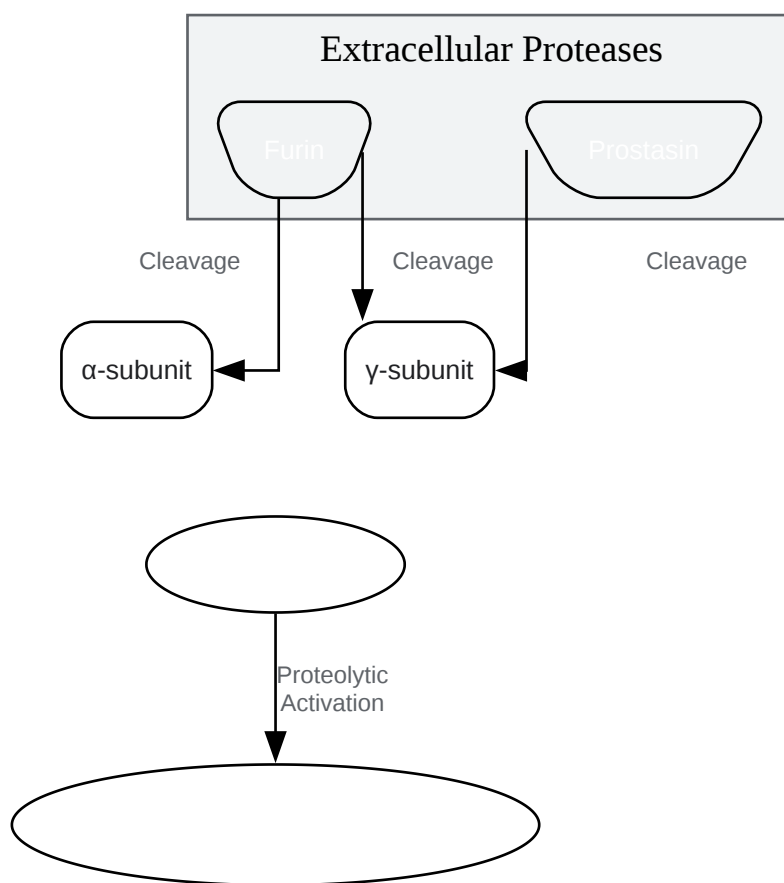 Extracellular Proteases
Furin
Prostasin
Cleavage
Cleavage
Cleavage
α-subunit
γ-subunit
Proteolytic
Activation